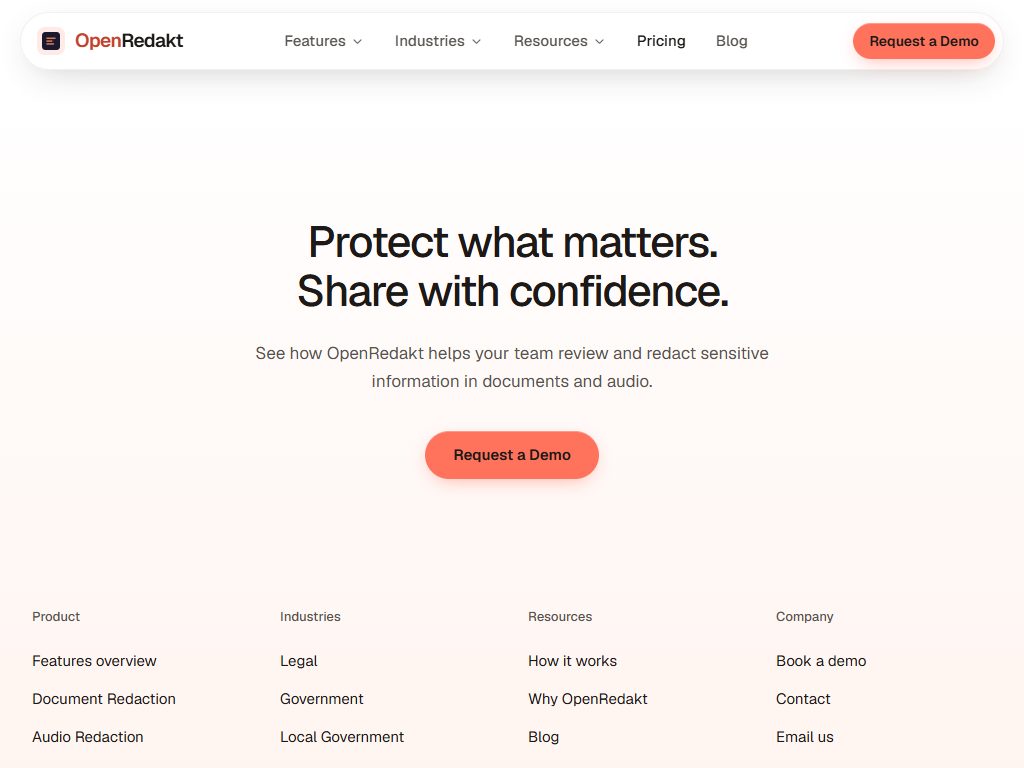 OpenRedakt
Features
Industries
Resources
Pricing
Blog
Request a Demo
Protect what matters.
Share with confidence.
See how OpenRedakt helps your team review and redact sensitive
information in documents and audio.
Request a Demo
Product
Features overview
Document Redaction
Audio Redaction
Industries
Legal
Government
Local Government
Resources
How it works
Why OpenRedakt
Blog
Company
Book a demo
Contact
Email us